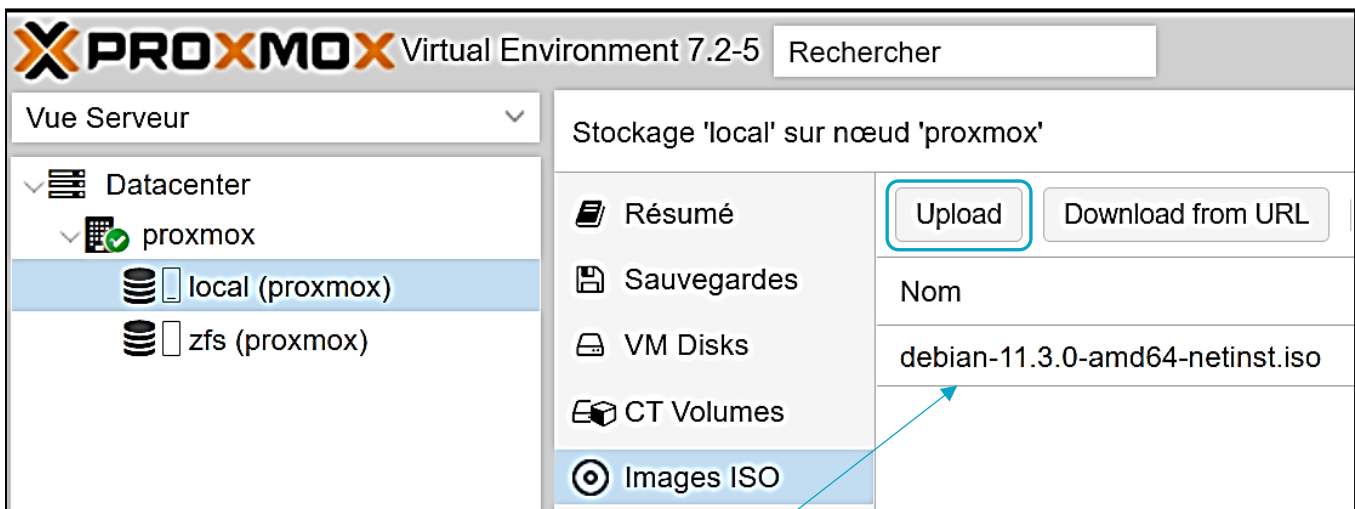 PROXMOX Virtual Environment 7.2-5 Rechercher
Vue Serveur
Stockage 'local' sur nœud 'proxmox'
Datacenter
proxmox
local (proxmox)
zfs (proxmox)
Résumé
Sauvegardes
VM Disks
CT Volumes
Images ISO
Upload Download from URL
Nom
debian-11.3.0-amd64-netinst.iso